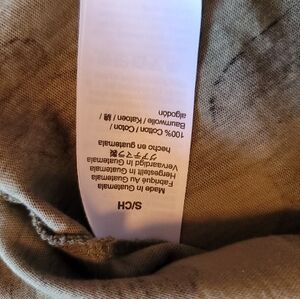 S/CH
Made In Guatemala
Fabriqué Au Guatemala
Hergestellt In Guatemala
Vervaardigd In Guatemala
グアテマラ製
hecho en guatemala
100% Cotton / Coton /
Baumwolle / Katoen / 綿 /
algodón